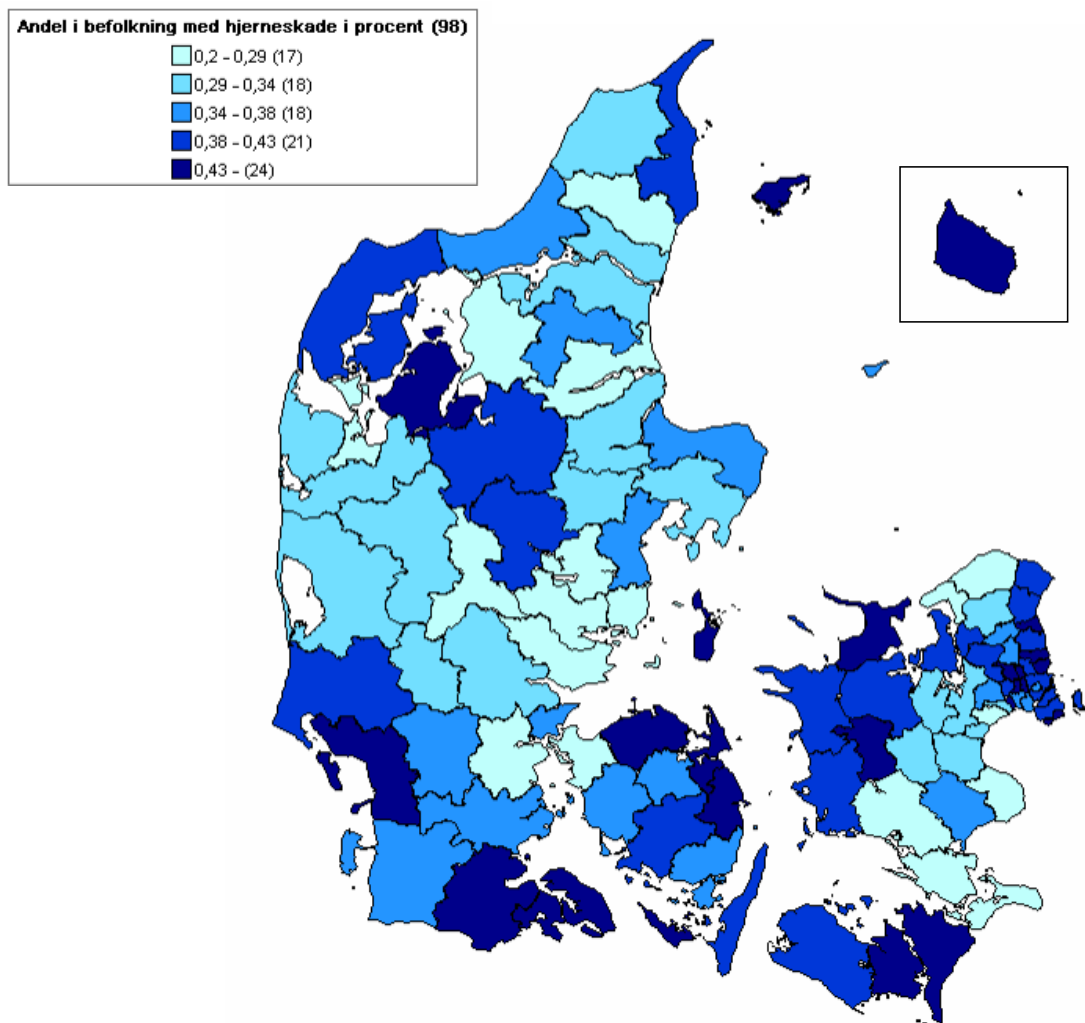 Andel i befolkning med hjerneskade i procent (98)
0,2 - 0,29 (17)
0,29 - 0,34 (18)
0,34 - 0,38 (18)
0,38 - 0,43 (21)
0,43 - (24)